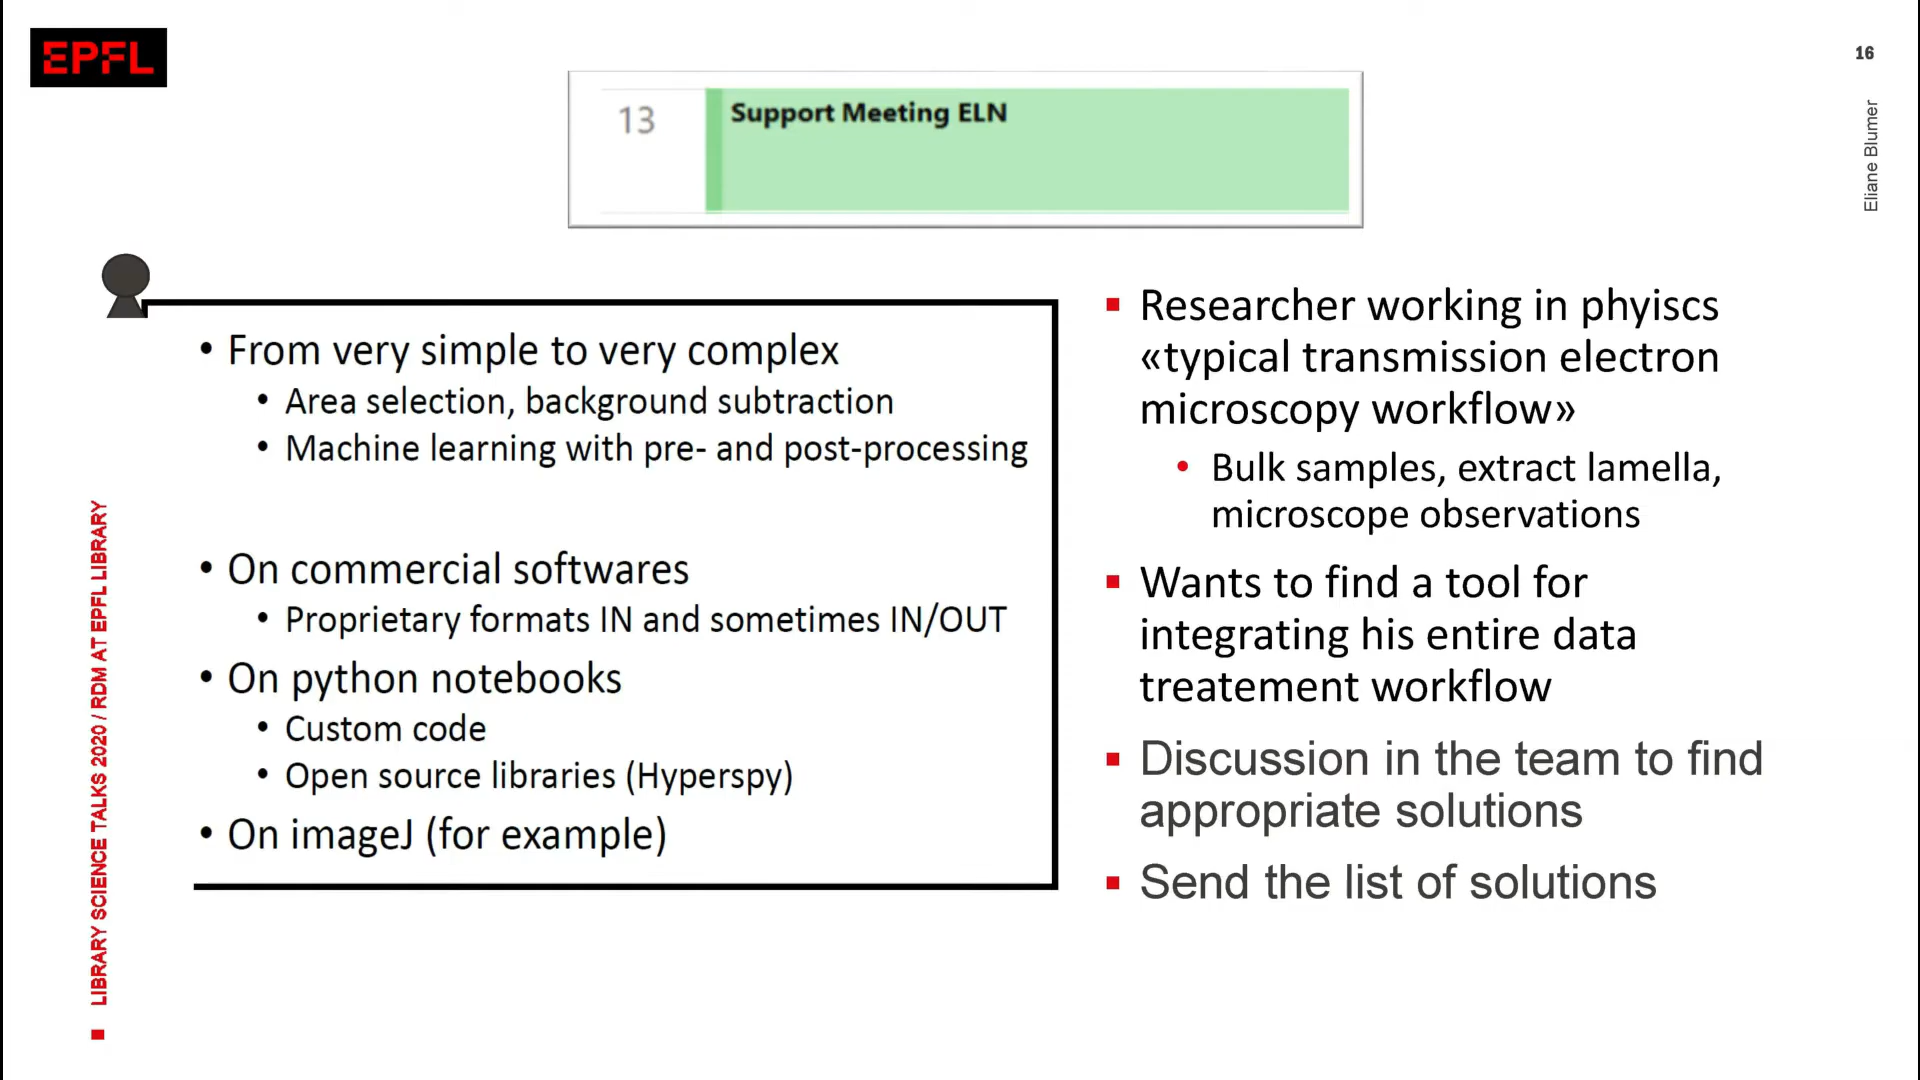 EPFL
16
13
Support Meeting ELN
Eliane Blumer
• From very simple to very complex
• Area selection, background subtraction
• Machine learning with pre- and post-processing
• On commercial softwares
• Proprietary formats IN and sometimes IN/OUT
• On python notebooks
• Custom code
• Open source libraries (Hyperspy)
• On imageJ (for example)
Researcher working in phyiscs
«typical transmission electron
microscopy workflow»
• Bulk samples, extract lamella,
microscope observations
Wants to find a tool for
integrating his entire data
treatement workflow
Discussion in the team to find
appropriate solutions
Send the list of solutions
LIBRARY SCIENCE TALKS 2020 / RDM AT EPFL LIBRARY